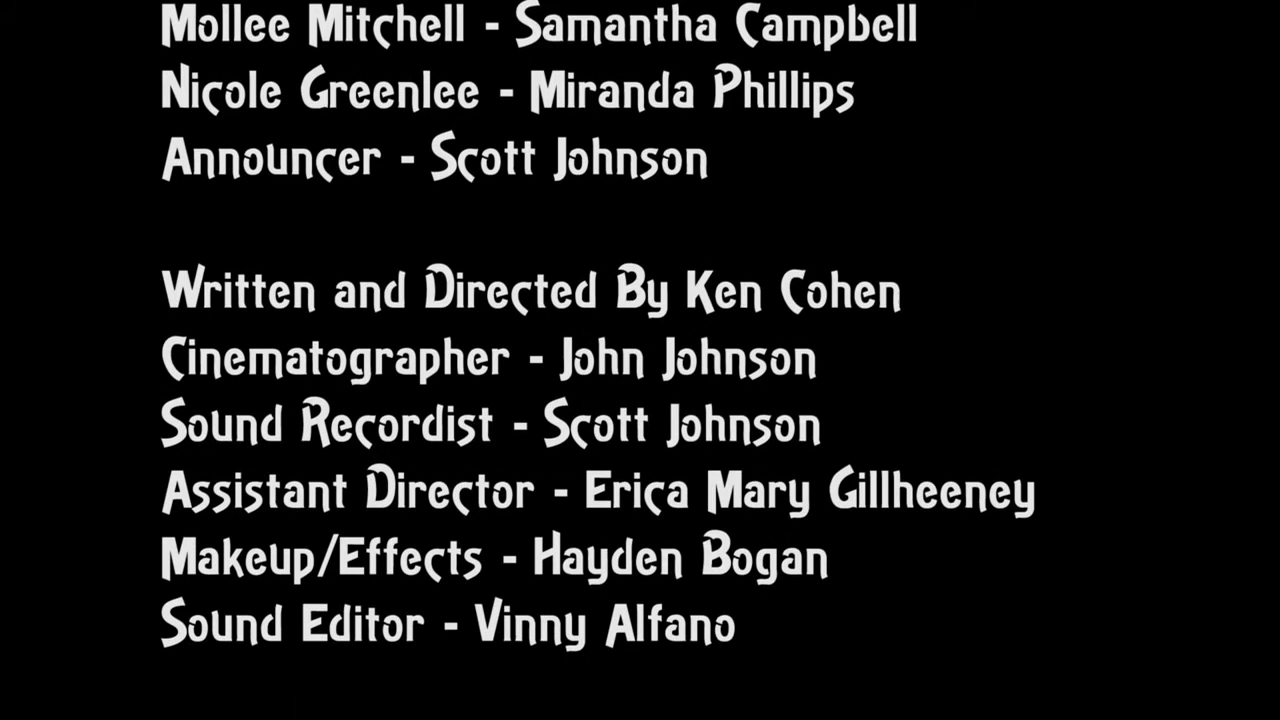 Mollee Mitchell - Samantha Campbell
Nicole Greenlee - Miranda Phillips
Announcer - Scott Johnson
Written and Directed By Ken Cohen
Cinematographer - John Johnson
Sound Recordist - Scott Johnson
Assistant Director - Erica Mary Gillheeney
Makeup/Effects - Hayden Bogan
Sound Editor - Vinny Alfano